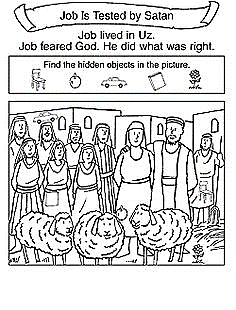 Job Is Tested by Satan
Job lived in Uz.
Job feared God. He did what was right.
Find the hidden objects in the picture.